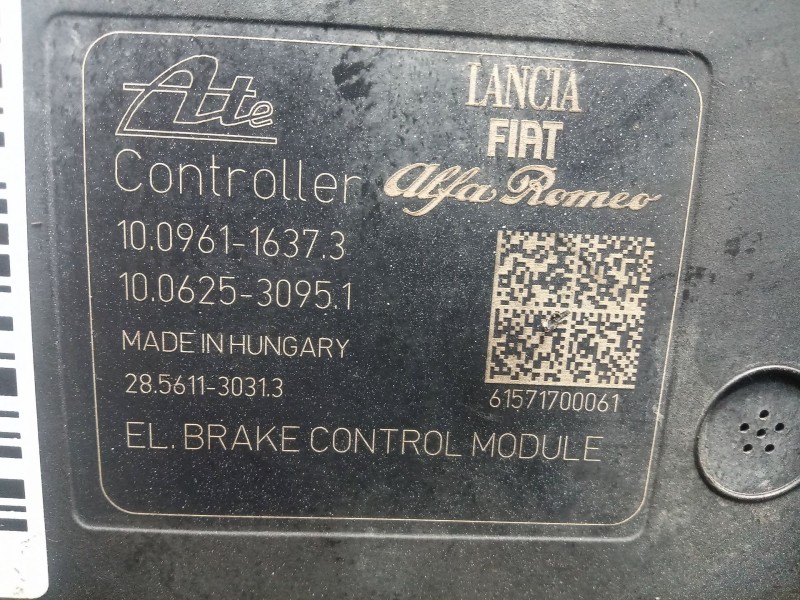 Ate
LANCIA
FIAT
Alfa Romeo
Controller
10.0961-1637.3
10.0625-3095.1
MADE IN HUNGARY
28.5611-3031.3
61571700061
EL. BRAKE CONTROL MODULE